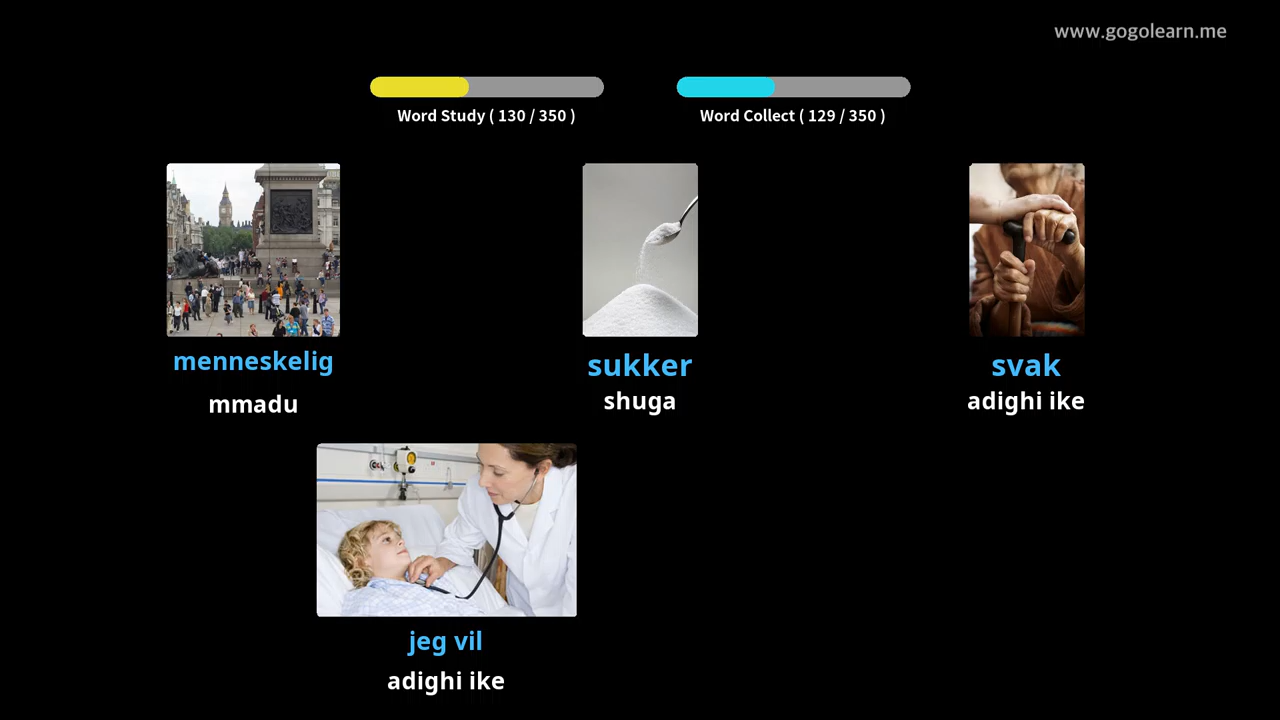 www.gogolearn.me
Word Study ( 130 / 350 )
Word Collect ( 129 / 350 )
menneskelig
mmadu
sukker
shuga
svak
adighi ike
jeg vil
adighi ike